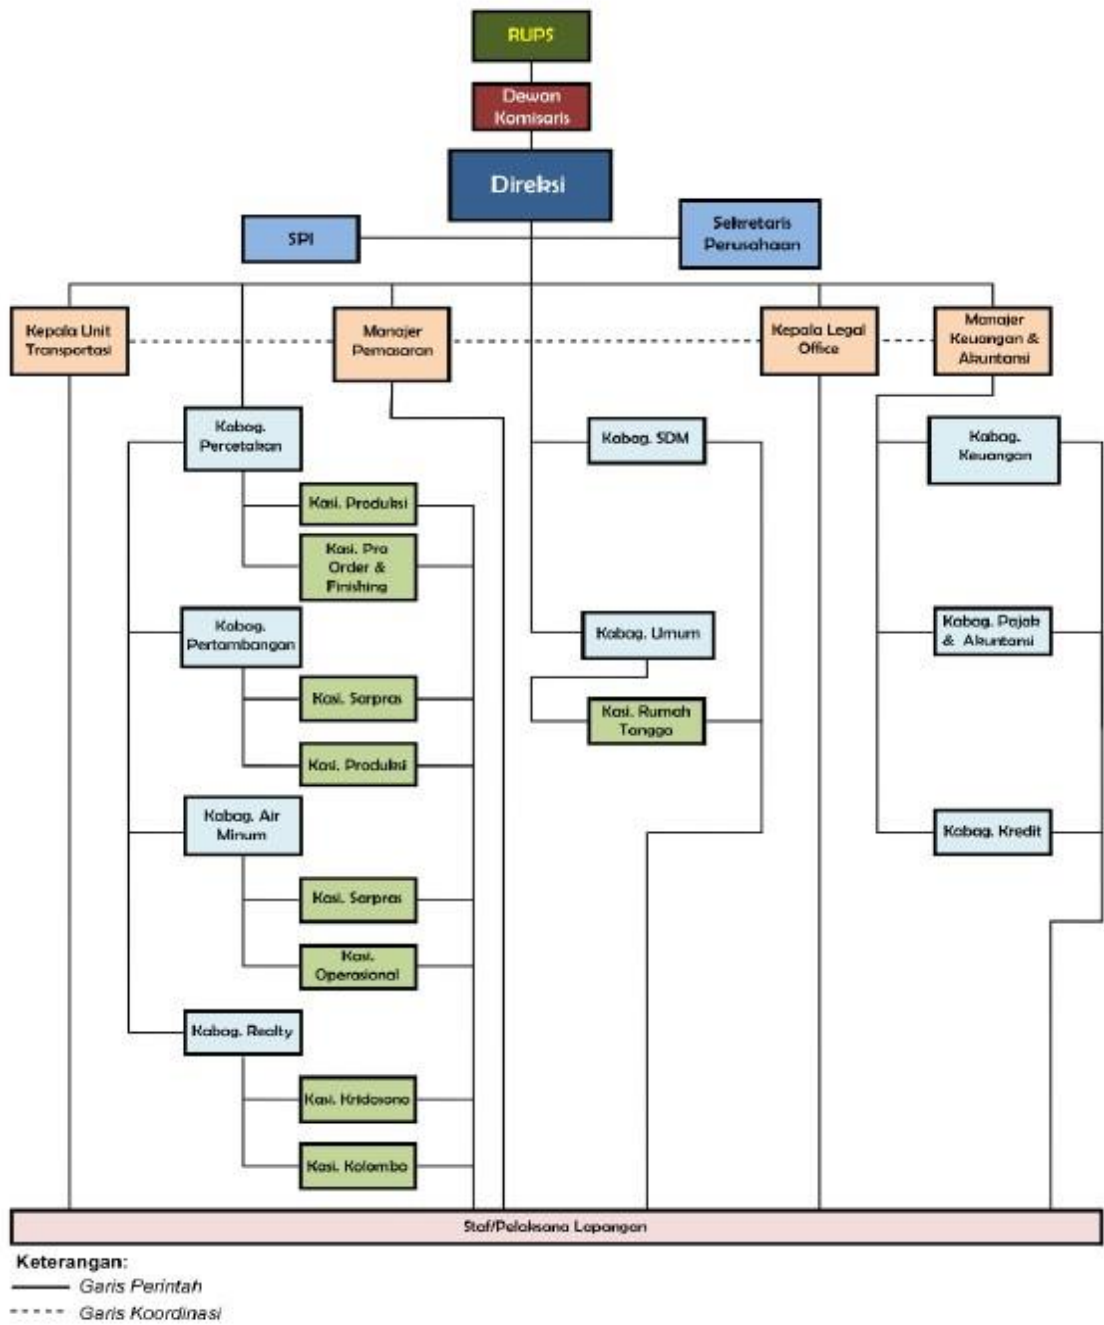 RUPS
Dewan
Komisaris
Direksi
SPI
Sekretaris
Perusahaan
Kepala Unit
Transportasi
Manajer
Pemasaran
Kepala Legal
Office
Manajer
Keuangan &
Akuntansi
Kabag.
Percetakan
Kabag. SDM
Kabag.
Keuangan
Kasi. Produksi
Kasi. Pra
Order &
Finishing
Kabag.
Pertambangan
Kabag. Umum
Kabag. Pajak
& Akuntansi
Kasi. Sarpras
Kasi. Rumah
Tangga
Kasi. Produksi
Kabag. Air
Minum
Kabag. Kredit
Kasi. Sarpras
Kasi.
Operasional
Kabag. Realty
Kasi. Kridosono
Kasi. Kolombo
Staf/Pelaksana Lapangan
Keterangan:
Garis Perintah
Garis Koordinasi